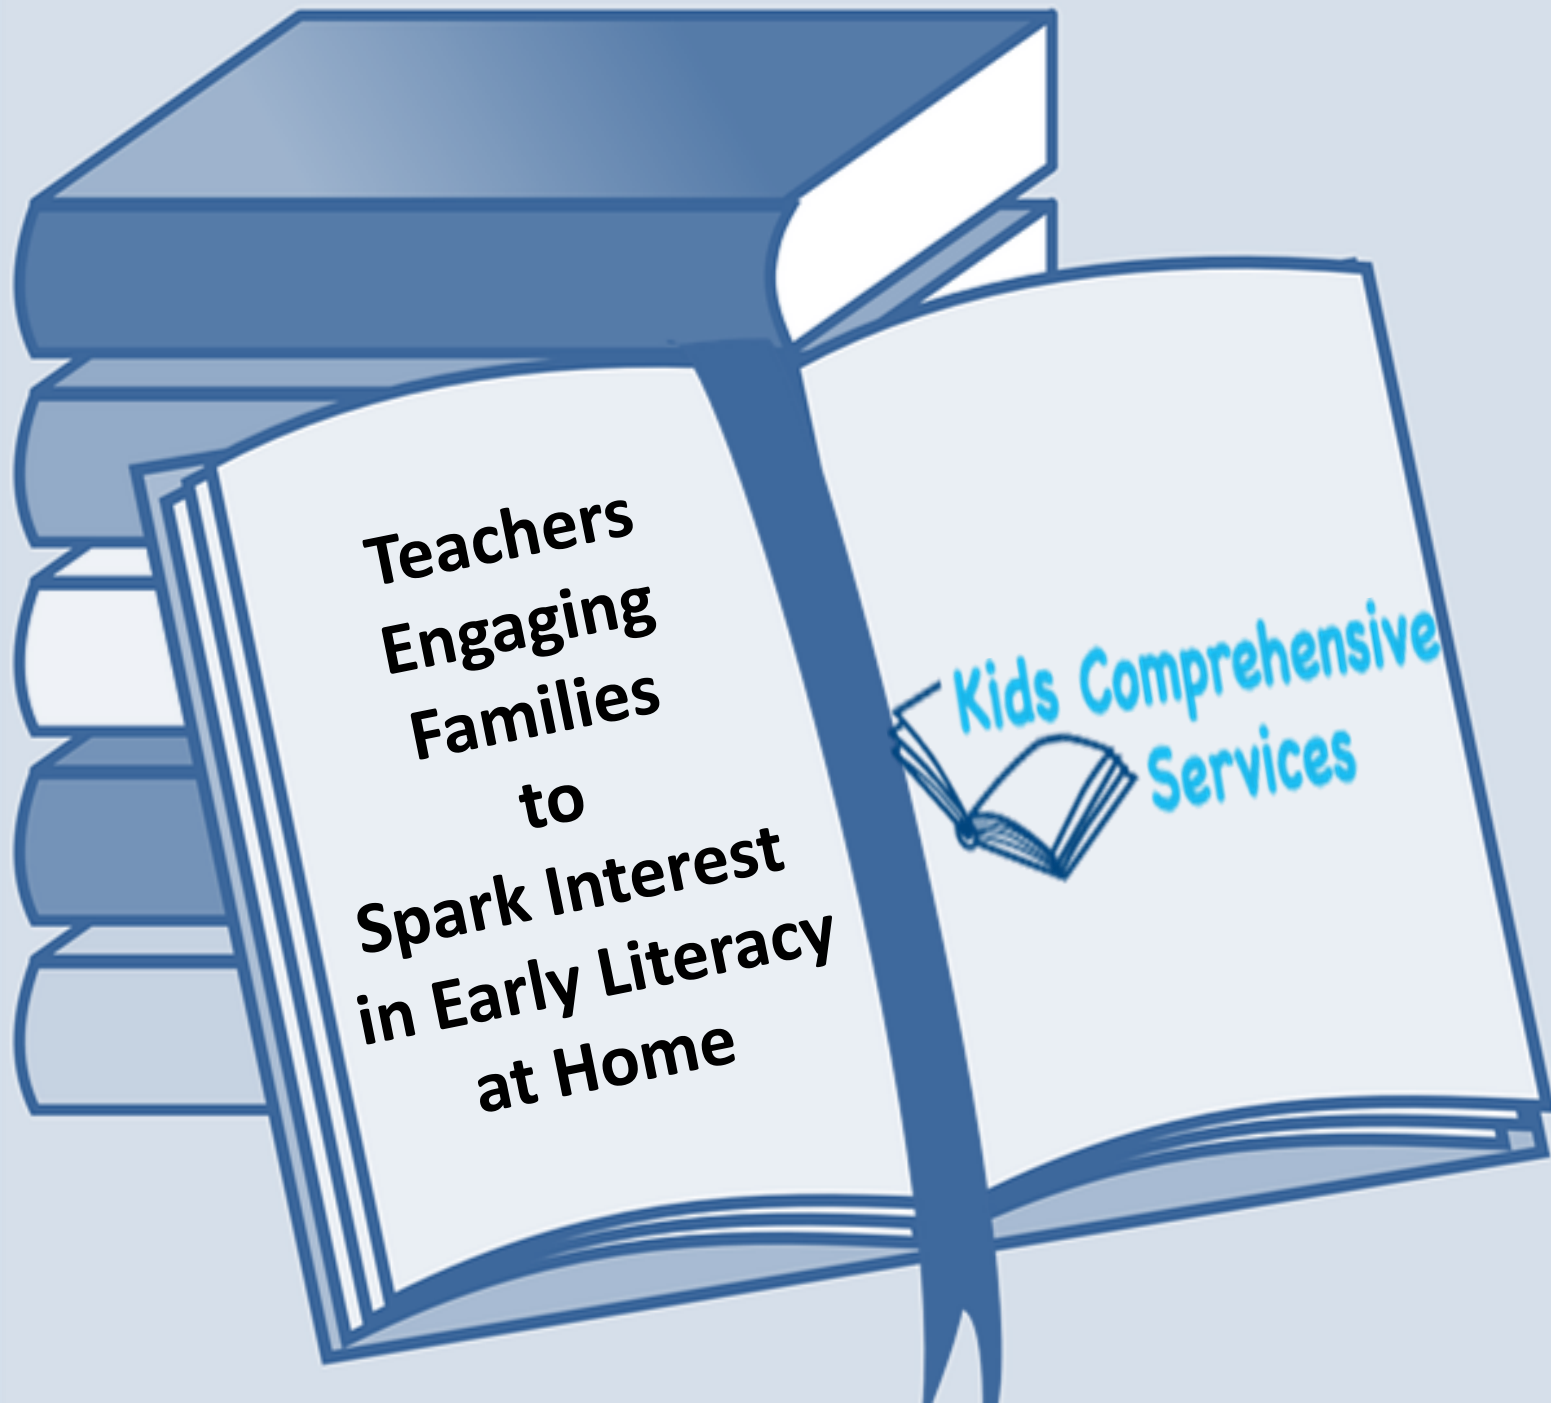 Teachers
Engaging
Families
to
Spark Interest
in Early Literacy
at Home
Kids Comprehensive
Services